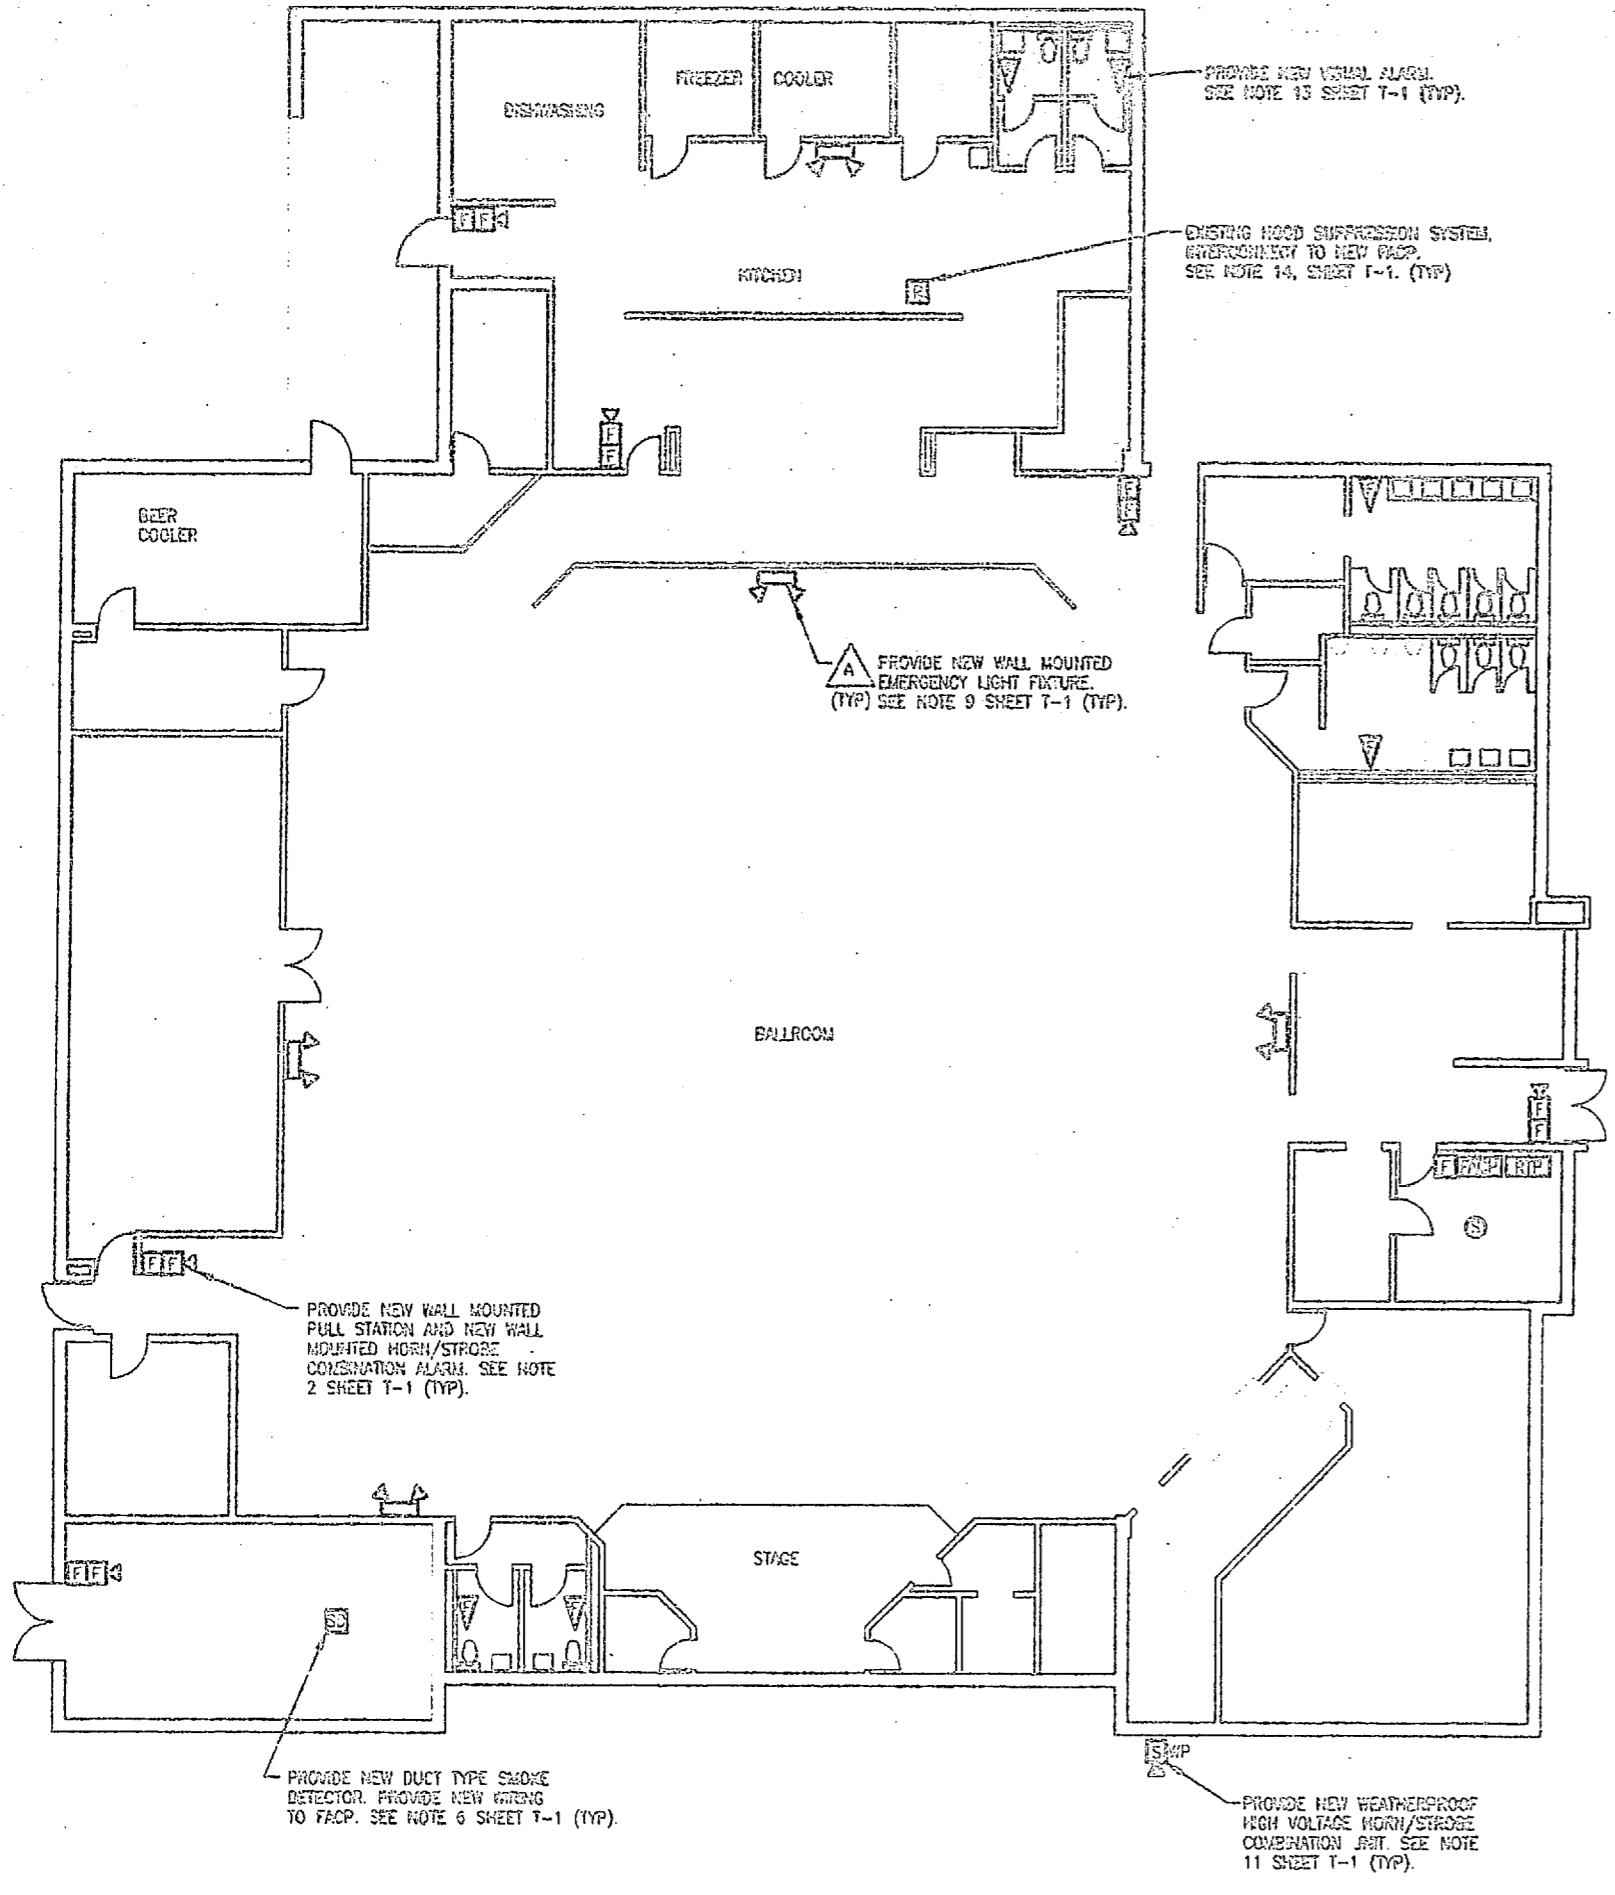 PROVIDE NEW VISUAL ALARM.
SEE NOTE 13 SHEET T-1 (TYP).
FREEZER
COOLER
DISHWASHING
F F
EXISTING HOOD SUPPRESSION SYSTEM,
INTERCONNECT TO NEW FACP.
SEE NOTE 14, SHEET T-1. (TYP)
KITCHEN
F
F
F
F
BEER
COOLER
A
PROVIDE NEW WALL MOUNTED
EMERGENCY LIGHT FIXTURE.
(TYP) SEE NOTE 9 SHEET T-1 (TYP).
BALLROOM
F
F
F FACP
S
F F
PROVIDE NEW WALL MOUNTED
PULL STATION AND NEW WALL
MOUNTED HORN/STROBE
COMBINATION ALARM. SEE NOTE
2 SHEET T-1 (TYP).
STAGE
F F
SD
PROVIDE NEW DUCT TYPE SMOKE
DETECTOR. PROVIDE NEW WIRING
TO FACP. SEE NOTE 6 SHEET T-1 (TYP).
S WP
PROVIDE NEW WEATHERPROOF
HIGH VOLTAGE HORN/STROBE
COMBINATION UNIT. SEE NOTE
11 SHEET T-1 (TYP).